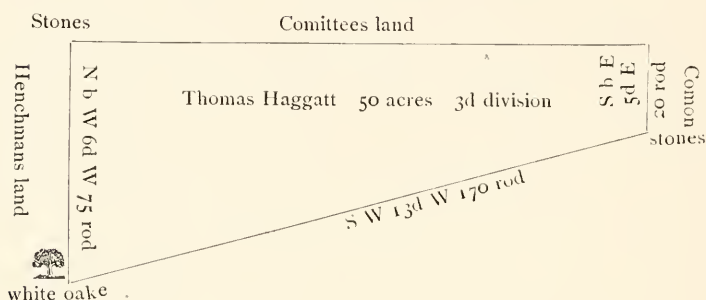 Stones
Comittees land
Henchmans land
N b W 6d W 75 rod
Thomas Haggatt 50 acres 3d division
S b E
5d E
20 rod
Comon
stones
S W 13d W 170 rod
white oake